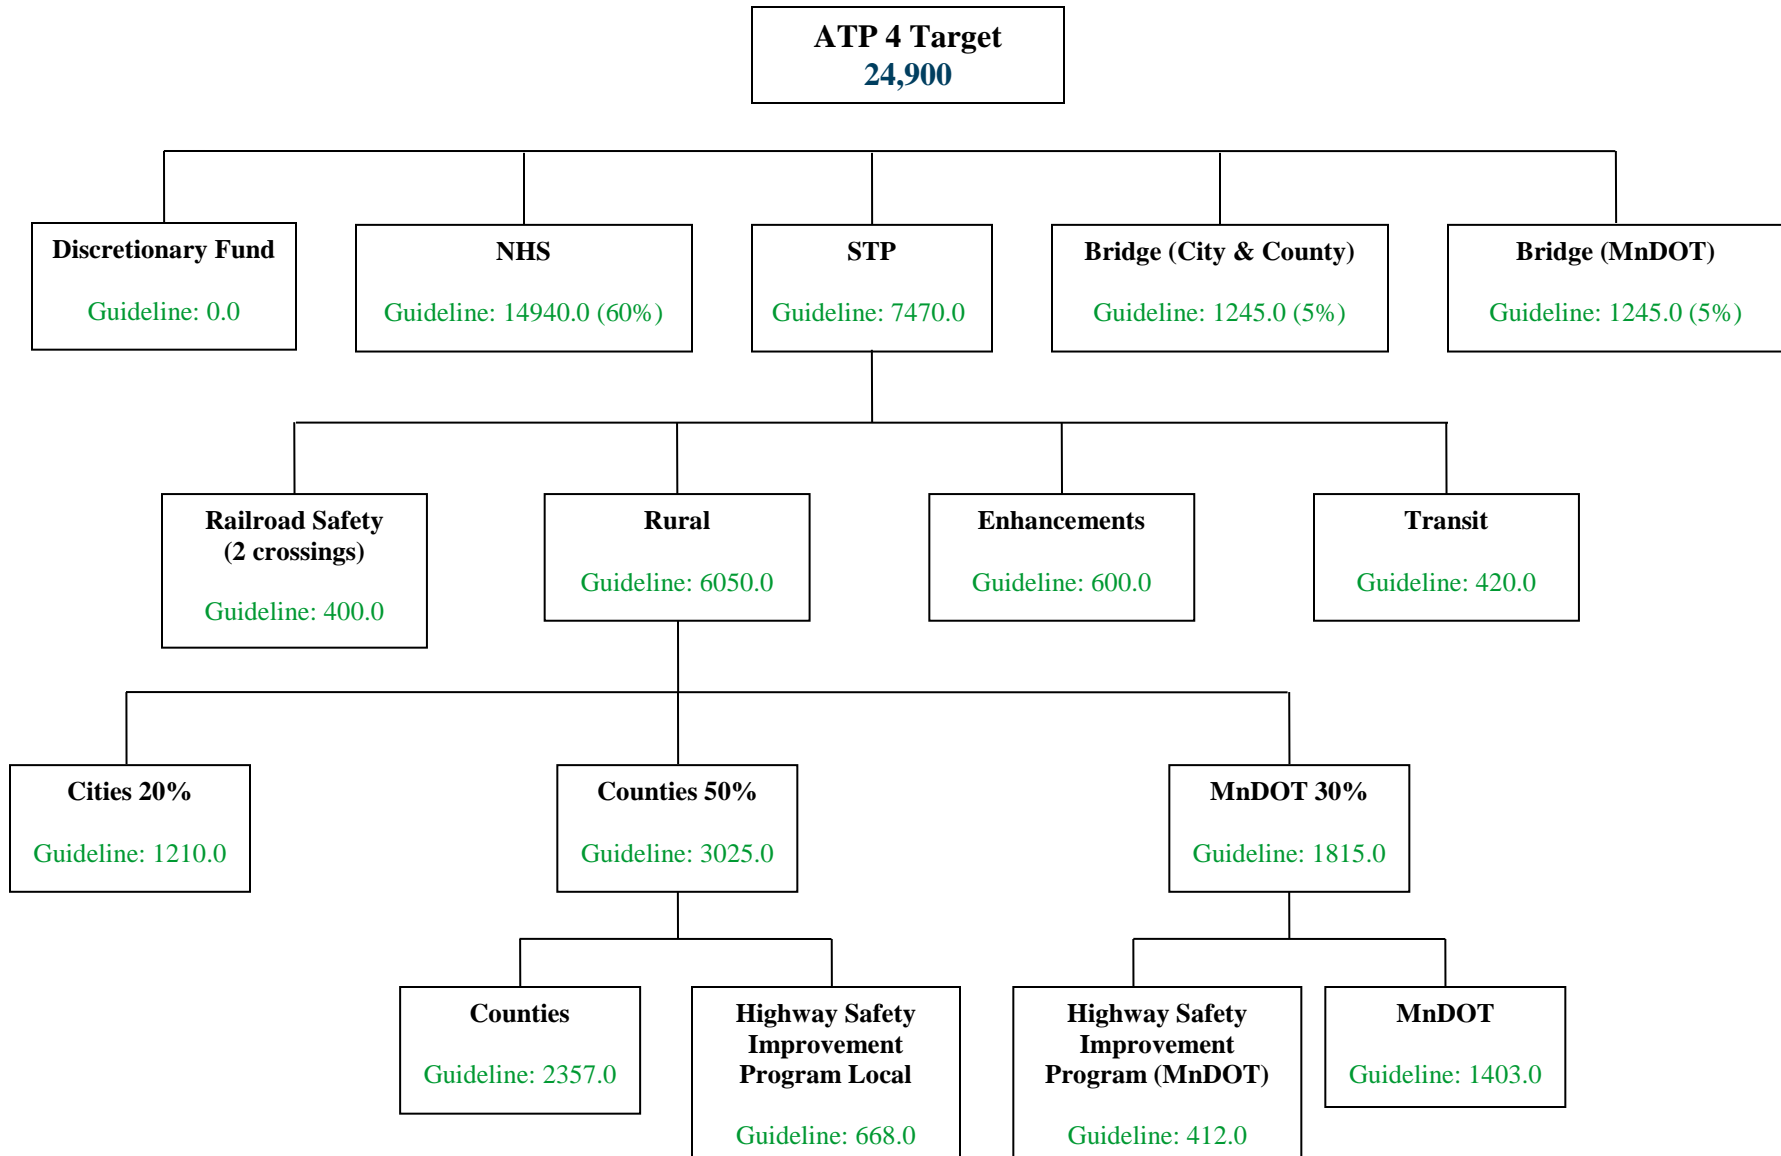 ATP 4 Target
24,900
Discretionary Fund
Guideline: 0.0
NHS
Guideline: 14940.0 (60%)
STP
Guideline: 7470.0
Bridge (City & County)
Guideline: 1245.0 (5%)
Bridge (MnDOT)
Guideline: 1245.0 (5%)
Railroad Safety
(2 crossings)
Guideline: 400.0
Rural
Guideline: 6050.0
Enhancements
Guideline: 600.0
Transit
Guideline: 420.0
Cities 20%
Guideline: 1210.0
Counties 50%
Guideline: 3025.0
MnDOT 30%
Guideline: 1815.0
Counties
Guideline: 2357.0
Highway Safety
Improvement
Program Local
Guideline: 668.0
Highway Safety
Improvement
Program (MnDOT)
Guideline: 412.0
MnDOT
Guideline: 1403.0